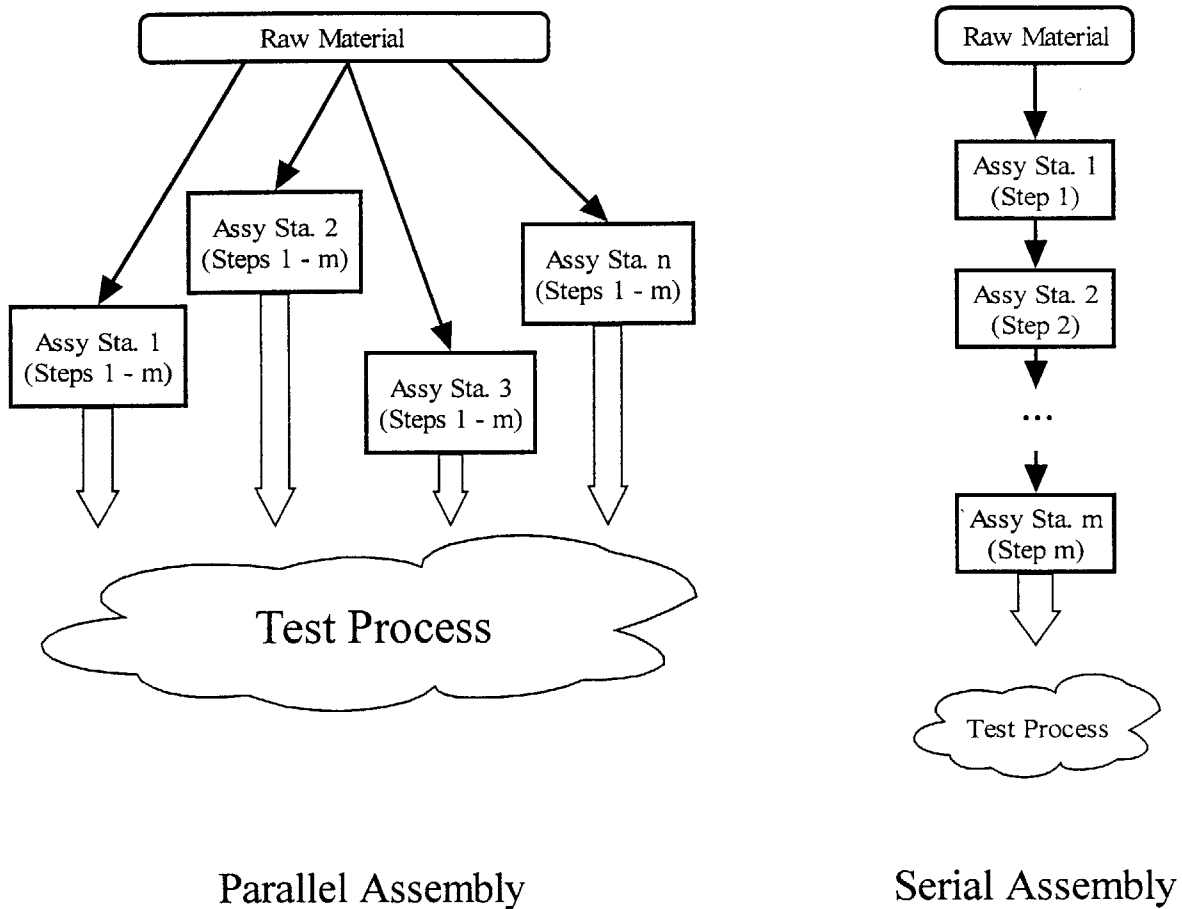 Raw Material
Assy Sta. 1
(Steps 1 - m)
Assy Sta. 2
(Steps 1 - m)
Assy Sta. 3
(Steps 1 - m)
Assy Sta. n
(Steps 1 - m)
Test Process
Parallel Assembly
Raw Material
Assy Sta. 1
(Step 1)
Assy Sta. 2
(Step 2)
...
Assy Sta. m
(Step m)
Test Process
Serial Assembly